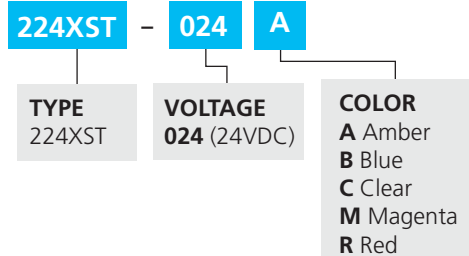 224XST – 024 A
TYPE
224XST
VOLTAGE
024 (24VDC)
COLOR
A Amber
B Blue
C Clear
M Magenta
R Red